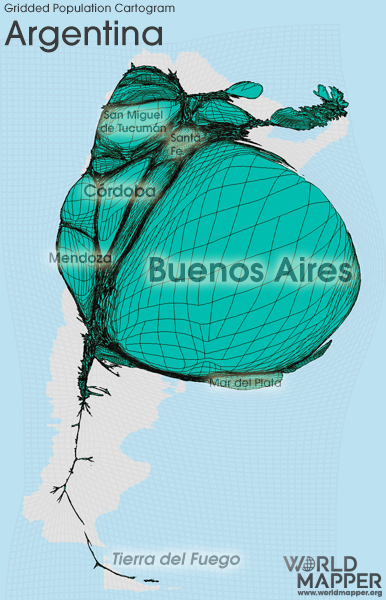 Gridded Population Cartogram
Argentina
San Miguel
de Tucumán
Santa
Fe
Córdoba
Mendoza
Buenos Aires
Mar del Plata
Tierra del Fuego
WORLD
MAPPER
www.worldmapper.org